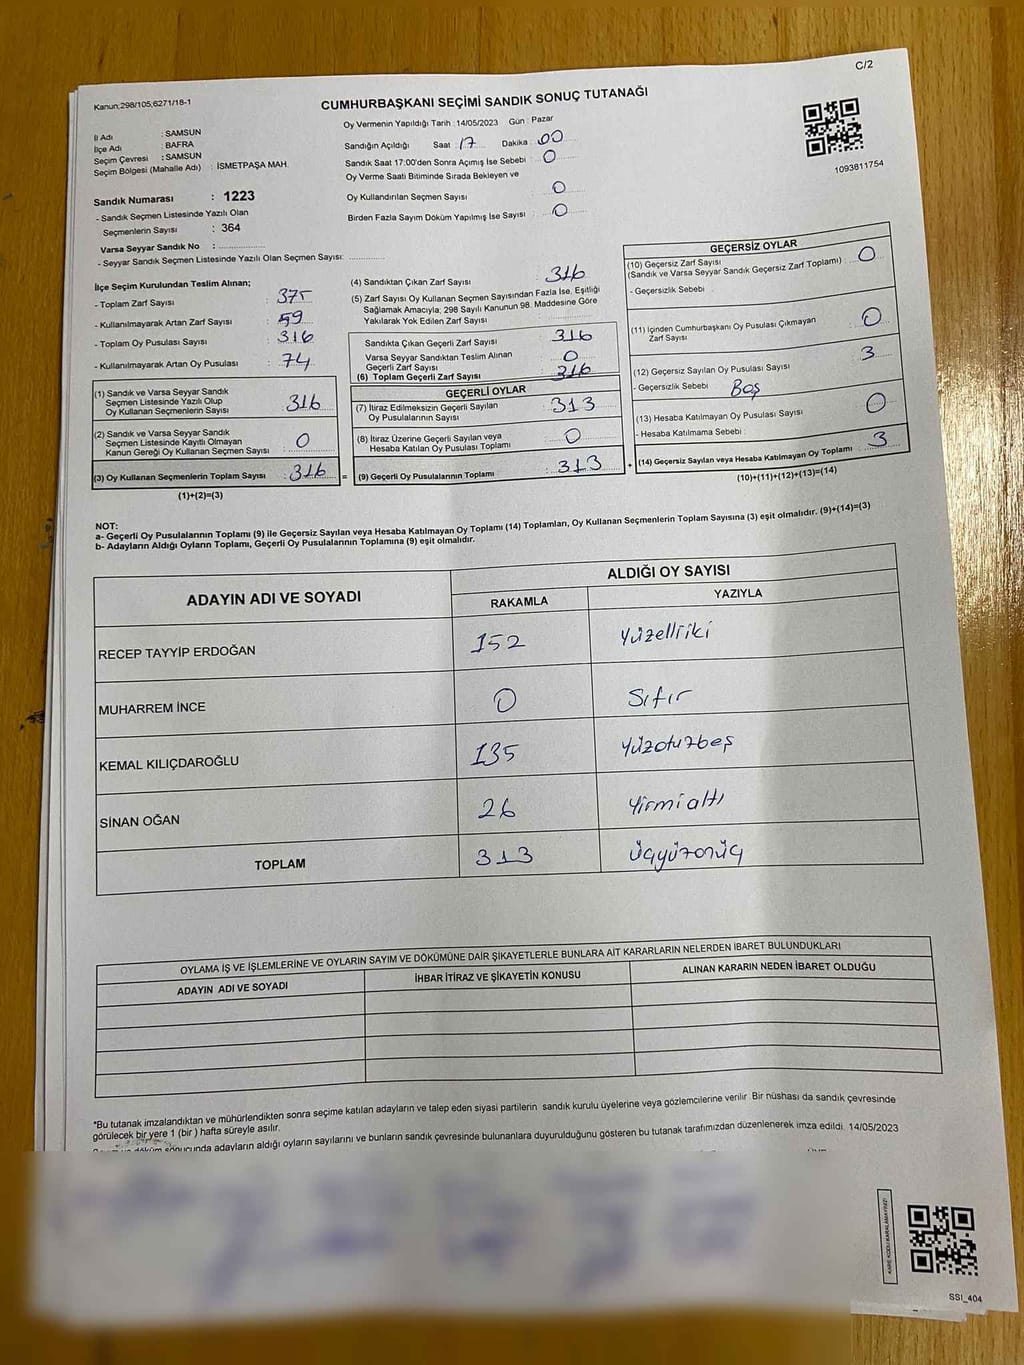 C/2
Kanun:298/105;6271/18-1
CUMHURBAŞKANI SEÇİMİ SANDIK SONUÇ TUTANAĞI
İl Adı : SAMSUN
İlçe Adı : BAFRA
Seçim Çevresi : SAMSUN
Seçim Bölgesi (Mahalle Adı) : İSMETPAŞA MAH.
Sandık Numarası : 1223
- Sandık Seçmen Listesinde Yazılı Olan
Seçmenlerin Sayısı : 364
Varsa Seyyar Sandık No :
- Seyyar Sandık Seçmen Listesinde Yazılı Olan Seçmen Sayısı:
Oy Vermenin Yapıldığı Tarih :14/05/2023 Gün : Pazar
Sandığın Açıldığı Saat 17 Dakika 00
Sandık Saat 17:00'den Sonra Açımış İse Sebebi : 0
Oy Verme Saati Bitiminde Sırada Bekleyen ve
Oy Kullandırılan Seçmen Sayısı : 0
Birden Fazla Sayım Döküm Yapılmış İse Sayısı : 0
1093811754
İlçe Seçim Kurulundan Teslim Alınan;
- Toplam Zarf Sayısı : 375
- Kullanılmayarak Artan Zarf Sayısı : 59
- Toplam Oy Pusulası Sayısı : 316
- Kullanılmayarak Artan Oy Pusulası : 74
(1) Sandık ve Varsa Seyyar Sandık
Seçmen Listesinde Yazılı Olup
Oy Kullanan Seçmenlerin Sayısı : 316
(2) Sandık ve Varsa Seyyar Sandık
Seçmen Listesinde Kayıtlı Olmayan
Kanun Gereği Oy Kullanan Seçmen Sayısı : 0
(3) Oy Kullanan Seçmenlerin Toplam Sayısı : 316
(1)+(2)=(3)
(4) Sandıktan Çıkan Zarf Sayısı : 316
(5) Zarf Sayısı Oy Kullanan Seçmen Sayısından Fazla İse, Eşitliği
Sağlamak Amacıyla; 298 Sayılı Kanunun 98. Maddesine Göre
Yakılarak Yok Edilen Zarf Sayısı :
Sandıkta Çıkan Geçerli Zarf Sayısı : 316
Varsa Seyyar Sandıktan Teslim Alınan
Geçerli Zarf Sayısı : 0
(6) Toplam Geçerli Zarf Sayısı : 316
GEÇERLİ OYLAR
(7) İtiraz Edilmeksizin Geçerli Sayılan
Oy Pusulalarının Sayısı : 313
(8) İtiraz Üzerine Geçerli Sayılan veya
Hesaba Katılan Oy Pusulası Toplamı : 0
= (9) Geçerli Oy Pusulalarının Toplamı : 313
GEÇERSİZ OYLAR
(10) Geçersiz Zarf Sayısı
(Sandık ve Varsa Seyyar Sandık Geçersiz Zarf Toplamı) : 0
- Geçersizlik Sebebi :
(11) İçinden Cumhurbaşkanı Oy Pusulası Çıkmayan
Zarf Sayısı : 0
(12) Geçersiz Sayılan Oy Pusulası Sayısı : 3
- Geçersizlik Sebebi : Boş
(13) Hesaba Katılmayan Oy Pusulası Sayısı : 0
- Hesaba Katılmama Sebebi :
+ (14) Geçersiz Sayılan veya Hesaba Katılmayan Oy Toplamı : 3
(10)+(11)+(12)+(13)=(14)
NOT:
a- Geçerli Oy Pusulalarının Toplamı (9) ile Geçersiz Sayılan veya Hesaba Katılmayan Oy Toplamı (14) Toplamları, Oy Kullanan Seçmenlerin Toplam Sayısına (3) eşit olmalıdır. (9)+(14)=(3)
b- Adayların Aldığı Oyların Toplamı, Geçerli Oy Pusulalarının Toplamına (9) eşit olmalıdır.
ADAYIN ADI VE SOYADI
ALDIĞI OY SAYISI
RAKAMLA YAZIYLA
RECEP TAYYİP ERDOĞAN 152 Yüzelliiki
MUHARREM İNCE 0 Sıfır
KEMAL KILIÇDAROĞLU 135 Yüzotuzbeş
SİNAN OĞAN 26 Yirmialtı
TOPLAM 313 Üçyüzonüç
OYLAMA İŞ VE İŞLEMLERİNE VE OYLARIN SAYIM VE DÖKÜMÜNE DAİR ŞİKAYETLERLE BUNLARA AİT KARARLARIN NELERDEN İBARET BULUNDUKLARI
ADAYIN ADI VE SOYADI İHBAR İTİRAZ VE ŞİKAYETİN KONUSU ALINAN KARARIN NEDEN İBARET OLDUĞU
*Bu tutanak imzalandıktan ve mühürlendikten sonra seçime katılan adayların ve talep eden siyasi partilerin sandık kurulu üyelerine veya gözlemcilerine verilir Bir nüshası da sandık çevresinde
görülecek bir yere 1 (bir ) hafta süreyle asılır.
döküm sonucunda adayların aldığı oyların sayılarını ve bunların sandık çevresinde bulunanlara duyurulduğunu gösteren bu tutanak tarafımızdan düzenlenerek imza edildi. 14/05/2023
KARE KODU KARALAMAYINIZ!
SSI_404